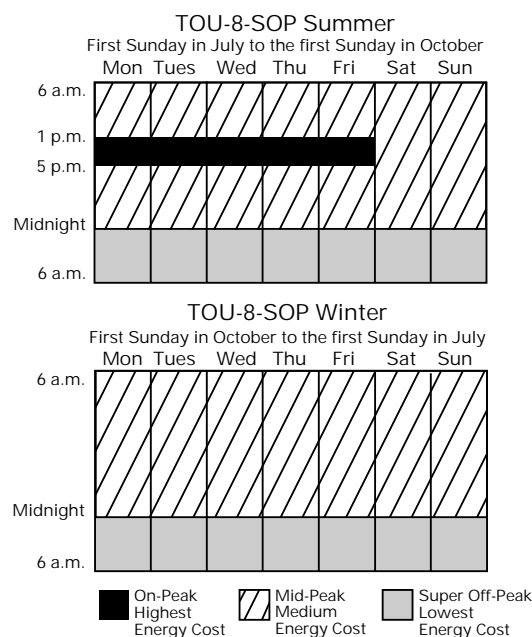 TOU-8-SOP Summer
First Sunday in July to the first Sunday in October
Mon Tues Wed Thu Fri Sat Sun
6 a.m.
1 p.m.
5 p.m.
Midnight
6 a.m.
TOU-8-SOP Winter
First Sunday in October to the first Sunday in July
Mon Tues Wed Thu Fri Sat Sun
6 a.m.
Midnight
6 a.m.
On-Peak
Highest
Energy Cost
Mid-Peak
Medium
Energy Cost
Super Off-Peak
Lowest
Energy Cost